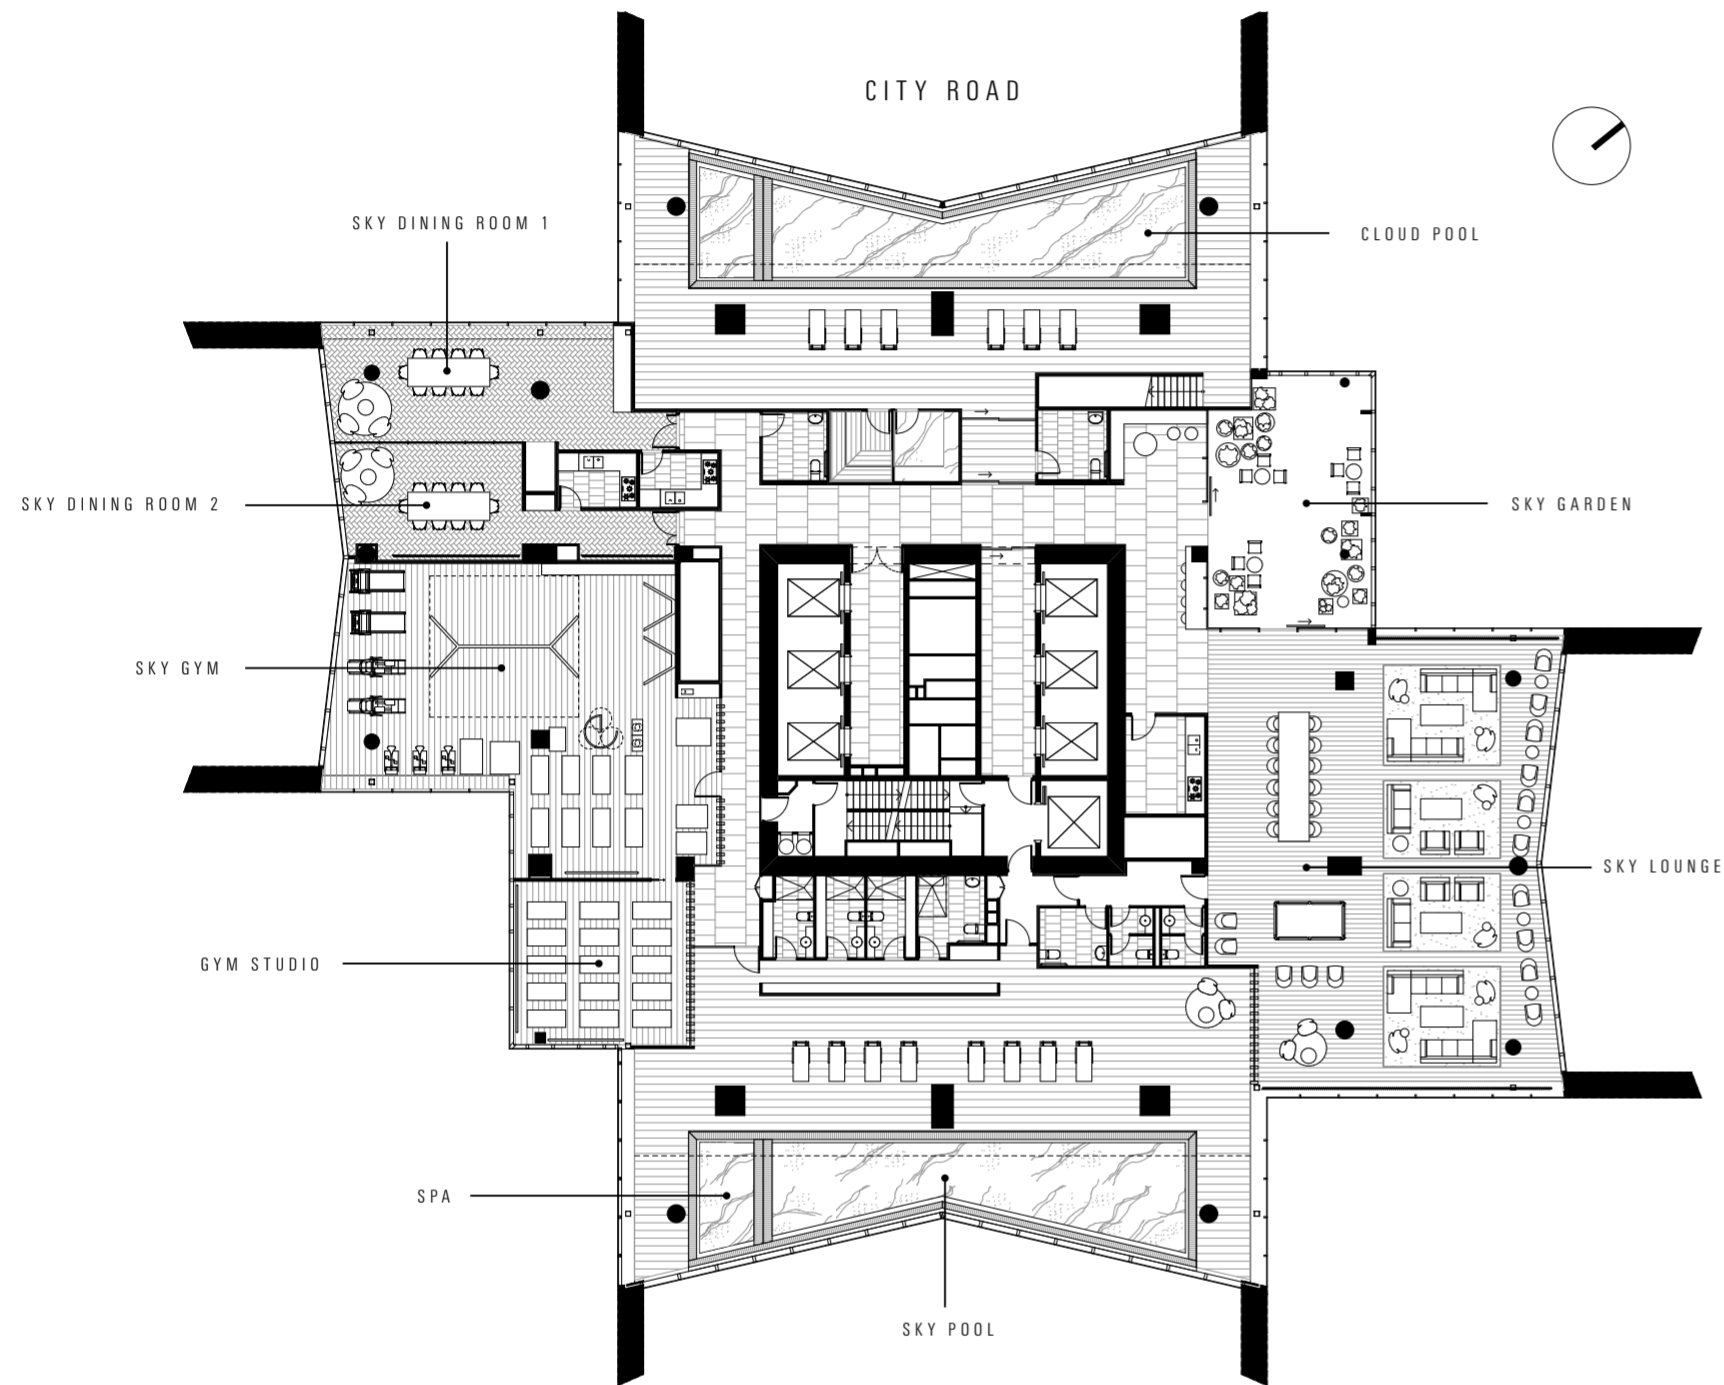 CITY ROAD
SKY DINING ROOM 1
CLOUD POOL
SKY DINING ROOM 2
SKY GARDEN
SKY GYM
SKY LOUNGE
GYM STUDIO
SPA
SKY POOL